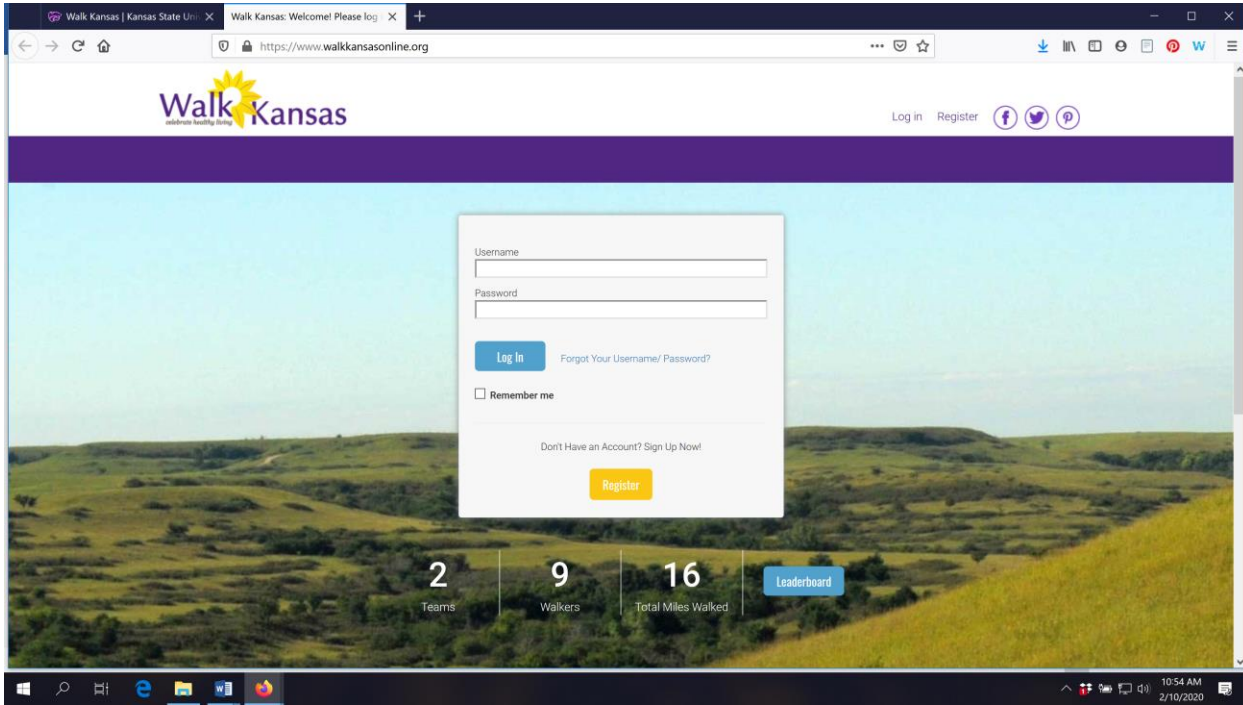 Walk Kansas | Kansas State Uni
Walk Kansas: Welcome! Please log
https://www.walkkansasonline.org
Walk Kansas
celebrate healthy living
Log in Register
Username
Password
Log In Forgot Your Username/ Password?
Remember me
Don't Have an Account? Sign Up Now!
Register
2 9 16
Teams Walkers Total Miles Walked
Leaderboard
10:54 AM
2/10/2020